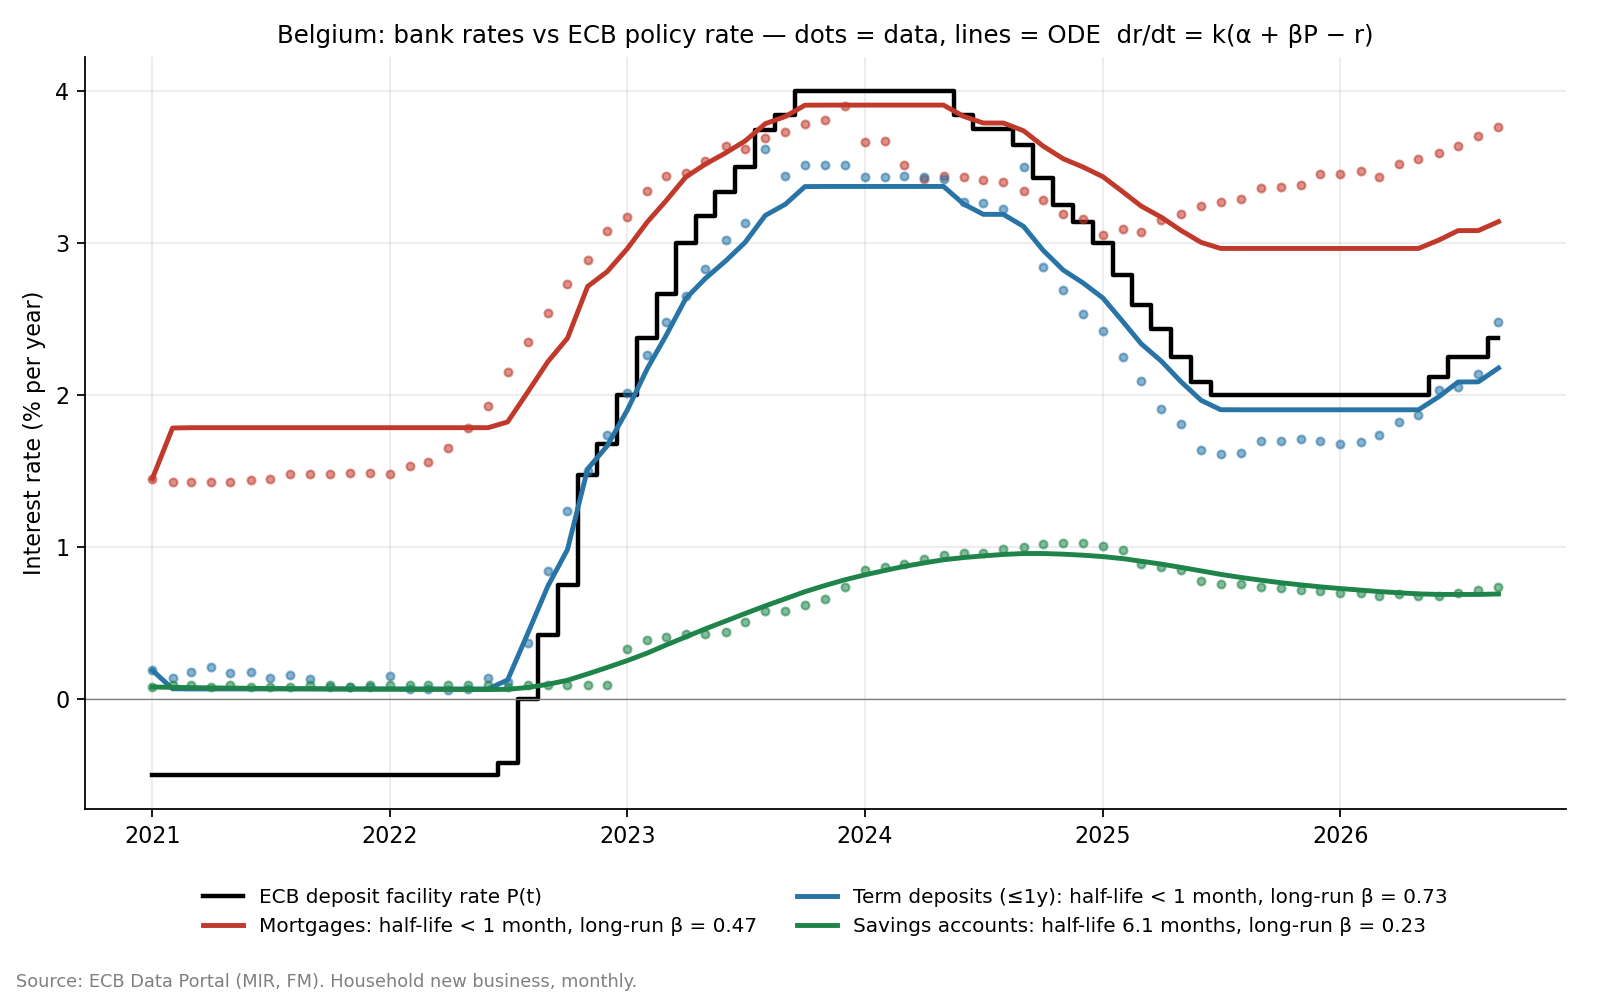 Belgium: bank rates vs ECB policy rate — dots = data, lines = ODE  dr/dt = k(α + βP − r)
Interest rate (% per year)
4
3
2
1
0
2021
2022
2023
2024
2025
2026
ECB deposit facility rate P(t)
Mortgages: half-life < 1 month, long-run β = 0.47
Term deposits (≤1y): half-life < 1 month, long-run β = 0.73
Savings accounts: half-life 6.1 months, long-run β = 0.23
Source: ECB Data Portal (MIR, FM). Household new business, monthly.